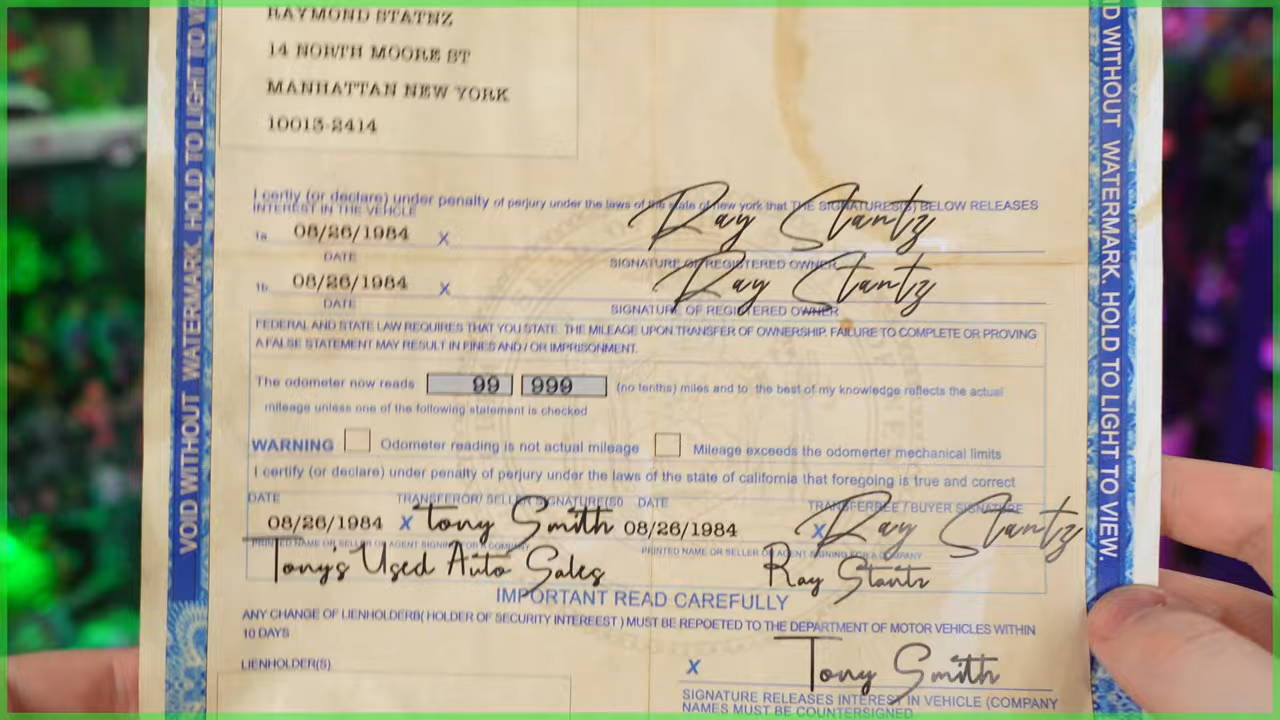 RAYMOND STATNZ
14 NORTH MOORE ST
MANHATTAN NEW YORK
10013-2414
I certify (or declare) under penalty of perjury under the laws of the state of new york that THE SIGNATURES(S) BELOW RELEASES
INTEREST IN THE VEHICLE
1a 08/26/1984 X Ray Stantz
DATE SIGNATURE OF REGISTERED OWNER
1b 08/26/1984 X Ray Stantz
DATE SIGNATURE OF REGISTERED OWNER
FEDERAL AND STATE LAW REQUIRES THAT YOU STATE THE MILEAGE UPON TRANSFER OF OWNERSHIP. FAILURE TO COMPLETE OR PROVING
A FALSE STATEMENT MAY RESULT IN FINES AND/OR IMPRISONMENT.
The odometer now reads 99 999 (no tenths) miles and to the best of my knowledge reflects the actual
mileage unless one of the following statement is checked
WARNING Odometer reading is not actual mileage Mileage exceeds the odomerter mechanical limits
I certify (or declare) under penalty of perjury under the laws of the state of california that foregoing is true and correct
DATE TRANSFEROR/ SELLER SIGNATURE(S0 DATE TRANSFERBEE / BUYER SIGNATURE
08/26/1984 X Tony Smith 08/26/1984 X Ray Stantz
PRINTED NAME OR SELLER OR AGENT SIGNING FOR A COMPANY PRINTED NAME OR SELLER OR AGENT SIGNING FOR A COMPANY
Tony's Used Auto Sales Ray Stantz
IMPORTANT READ CAREFULLY
ANY CHANGE OF LIENHOLDERB( HOLDER OF SECURITY INTEREEST ) MUST BE REPOETED TO THE DEPARTMENT OF MOTOR VEHICLES WITHIN
10 DAYS
LIENHOLDER(S)
X Tony Smith
SIGNATURE RELEASES INTEREST IN VEHICLE (COMPANY
NAMES MUST BE COUNTERSIGNED
VOID WITHOUT WATERMARK. HOLD TO LIGHT TO
WITHOUT WATERMARK. HOLD TO LIGHT TO VIEW.